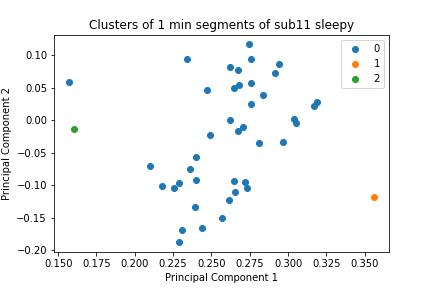 Clusters of 1 min segments of sub11 sleepy
0
1
2
0.10
0.05
0.00
−0.05
−0.10
−0.15
−0.20
Principal Component 2
0.150 0.175 0.200 0.225 0.250 0.275 0.300 0.325 0.350
Principal Component 1